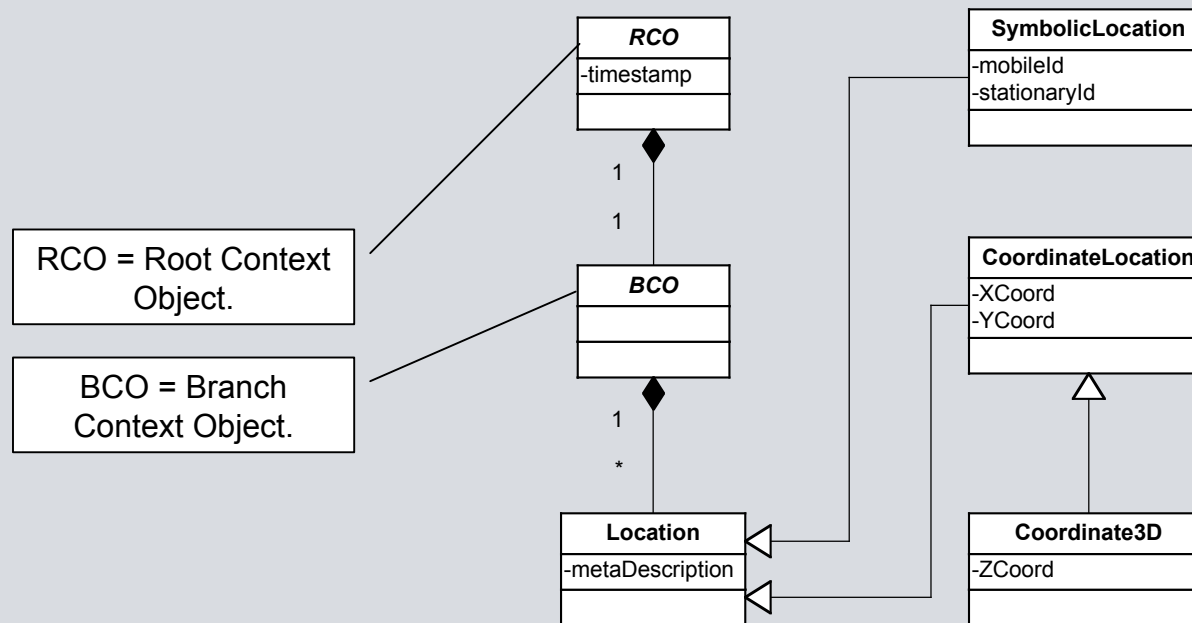 RCO
-timestamp
1
1
RCO = Root Context
Object.
BCO
BCO = Branch
Context Object.
1
*
Location
-metaDescription
SymbolicLocation
-mobileId
-stationaryId
CoordinateLocation
-XCoord
-YCoord
Coordinate3D
-ZCoord